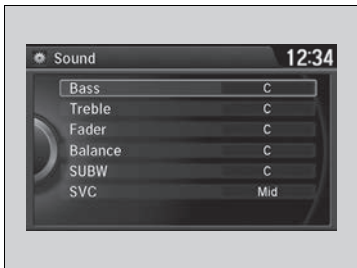 Sound 12:34
Bass C
Treble C
Fader C
Balance C
SUBW C
SVC Mid